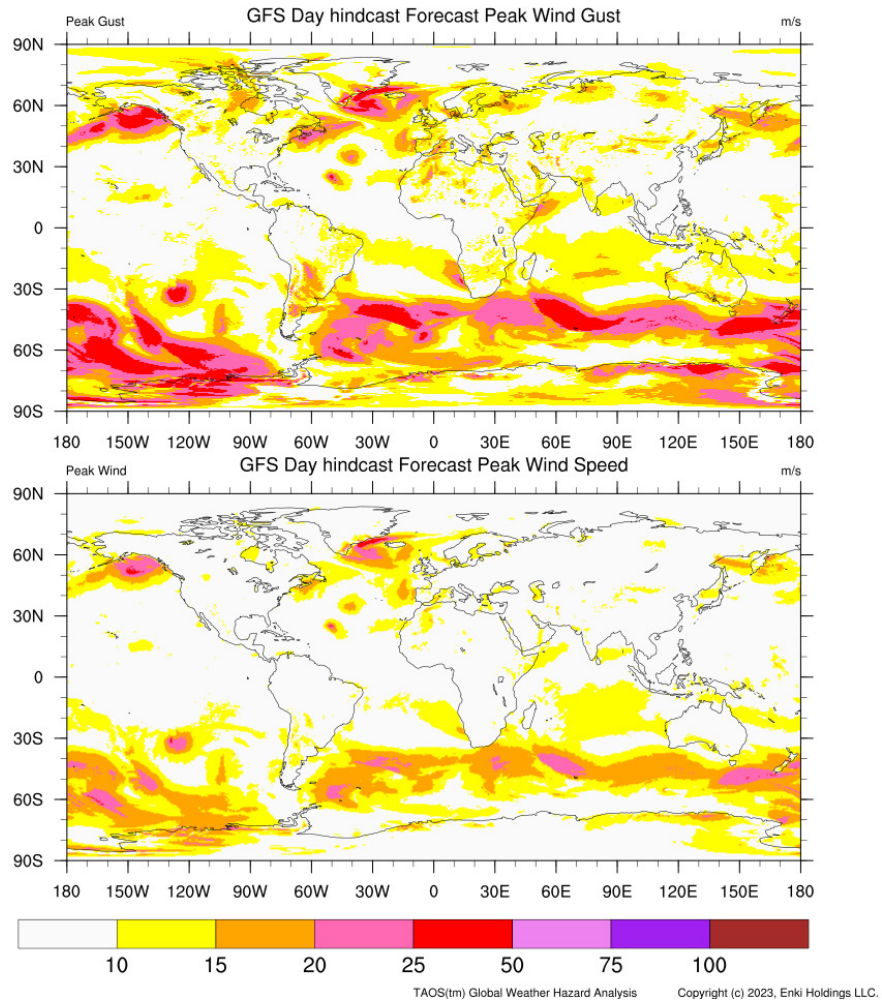 GFS Day hindcast Forecast Peak Wind Gust
Peak Gust
m/s
90N
60N
30N
0
30S
60S
90S
180 150W 120W 90W 60W 30W 0 30E 60E 90E 120E 150E 180
GFS Day hindcast Forecast Peak Wind Speed
Peak Wind
m/s
90N
60N
30N
0
30S
60S
90S
180 150W 120W 90W 60W 30W 0 30E 60E 90E 120E 150E 180
10 15 20 25 50 75 100
TAOS(tm) Global Weather Hazard Analysis Copyright (c) 2023, Enki Holdings LLC.